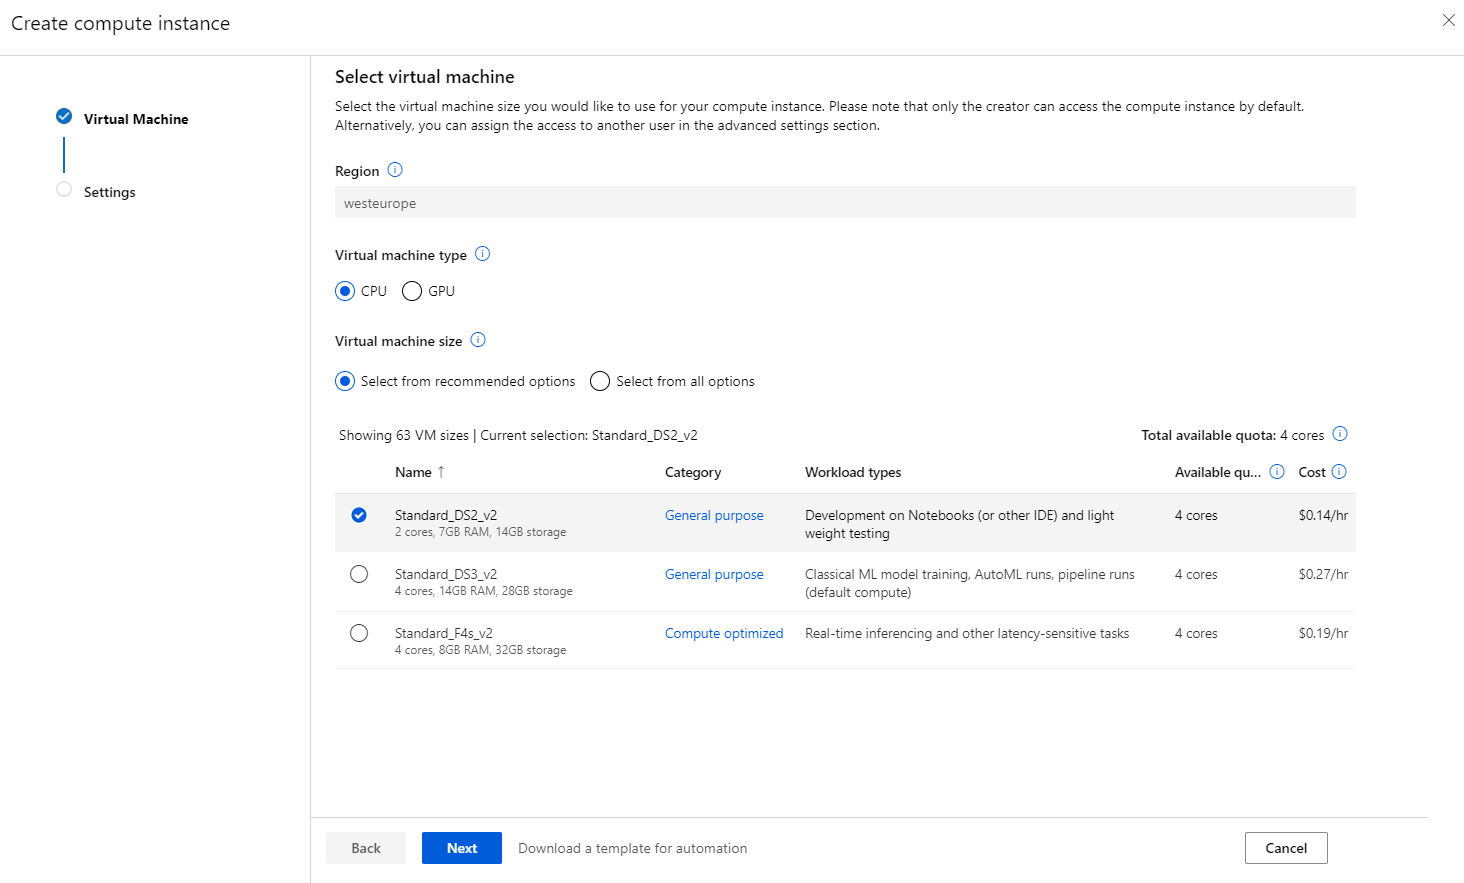 Create compute instance
Virtual Machine
Settings
Select virtual machine
Select the virtual machine size you would like to use for your compute instance. Please note that only the creator can access the compute instance by default.
Alternatively, you can assign the access to another user in the advanced settings section.
Region
westeurope
Virtual machine type
CPU GPU
Virtual machine size
Select from recommended options Select from all options
Showing 63 VM sizes | Current selection: Standard_DS2_v2 Total available quota: 4 cores
Name ↑ Category Workload types Available qu... Cost
Standard_DS2_v2 General purpose Development on Notebooks (or other IDE) and light 4 cores $0.14/hr
2 cores, 7GB RAM, 14GB storage weight testing
Standard_DS3_v2 General purpose Classical ML model training, AutoML runs, pipeline runs 4 cores $0.27/hr
4 cores, 14GB RAM, 28GB storage (default compute)
Standard_F4s_v2 Compute optimized Real-time inferencing and other latency-sensitive tasks 4 cores $0.19/hr
4 cores, 8GB RAM, 32GB storage
Back Next Download a template for automation Cancel